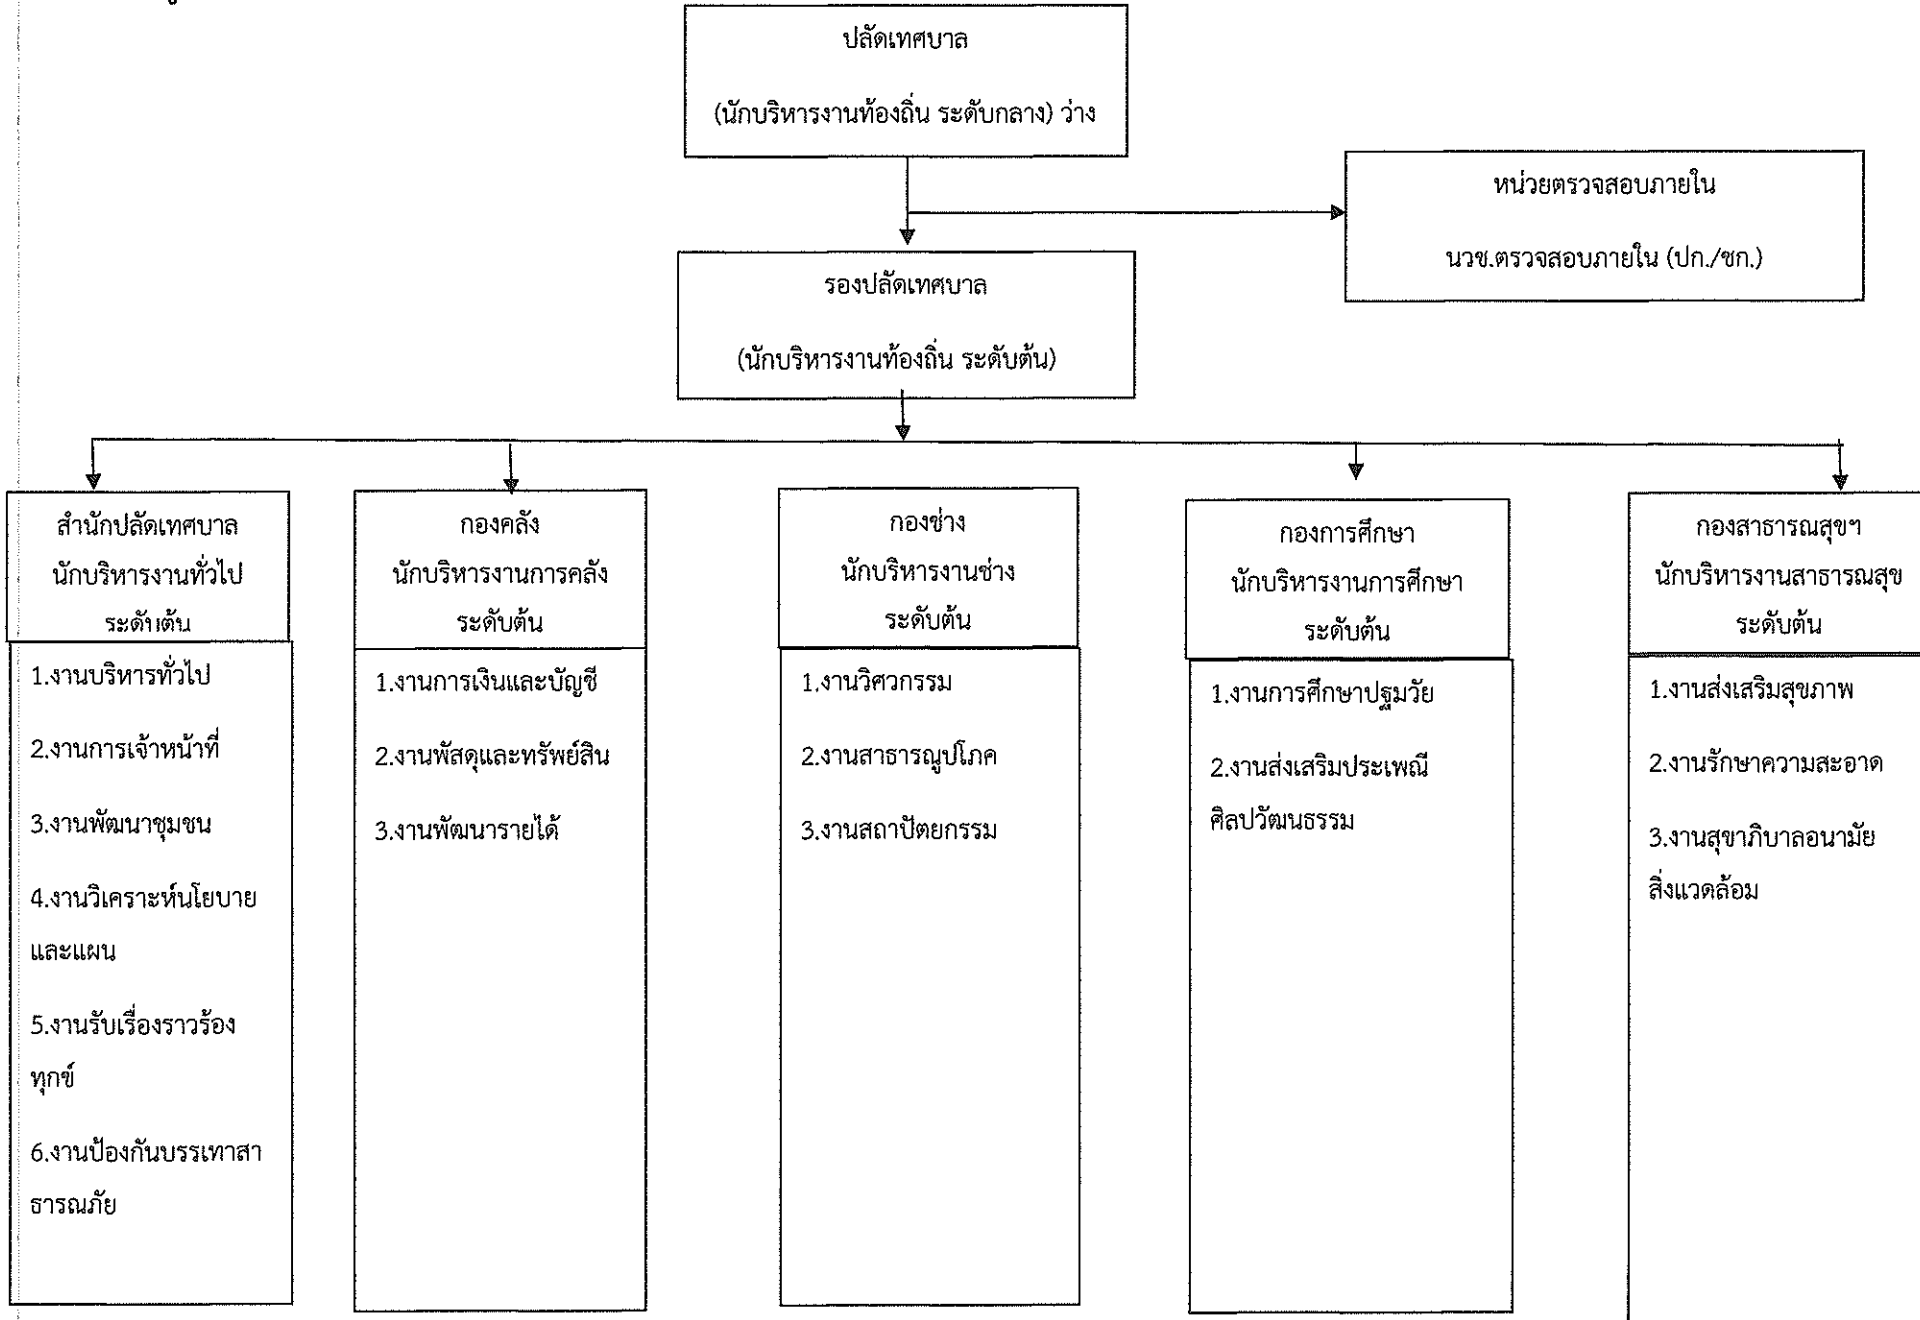 ปลัดเทศบาล
(นักบริหารงานท้องถิ่น ระดับกลาง) ว่าง
หน่วยตรวจสอบภายใน
นวช.ตรวจสอบภายใน (ปก./ชก.)
รองปลัดเทศบาล
(นักบริหารงานท้องถิ่น ระดับต้น)
สำนักปลัดเทศบาล
นักบริหารงานทั่วไป
ระดับต้น
1.งานบริหารทั่วไป
2.งานการเจ้าหน้าที่
3.งานพัฒนาชุมชน
4.งานวิเคราะห์นโยบาย
และแผน
5.งานรับเรื่องราวร้อง
ทุกข์
6.งานป้องกันบรรเทาสา
ธารณภัย
กองคลัง
นักบริหารงานการคลัง
ระดับต้น
1.งานการเงินและบัญชี
2.งานพัสดุและทรัพย์สิน
3.งานพัฒนารายได้
กองช่าง
นักบริหารงานช่าง
ระดับต้น
1.งานวิศวกรรม
2.งานสาธารณูปโภค
3.งานสถาปัตยกรรม
กองการศึกษา
นักบริหารงานการศึกษา
ระดับต้น
1.งานการศึกษาปฐมวัย
2.งานส่งเสริมประเพณี
ศิลปวัฒนธรรม
กองสาธารณสุขฯ
นักบริหารงานสาธารณสุข
ระดับต้น
1.งานส่งเสริมสุขภาพ
2.งานรักษาความสะอาด
3.งานสุขาภิบาลอนามัย
สิ่งแวดล้อม